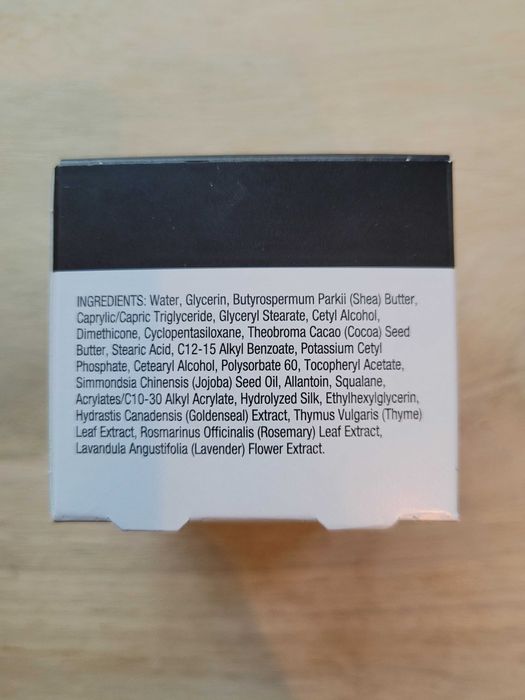 INGREDIENTS: Water, Glycerin, Butyrospermum Parkii (Shea) Butter,
Caprylic/Capric Triglyceride, Glyceryl Stearate, Cetyl Alcohol,
Dimethicone, Cyclopentasiloxane, Theobroma Cacao (Cocoa) Seed
Butter, Stearic Acid, C12-15 Alkyl Benzoate, Potassium Cetyl
Phosphate, Cetearyl Alcohol, Polysorbate 60, Tocopheryl Acetate,
Simmondsia Chinensis (Jojoba) Seed Oil, Allantoin, Squalane,
Acrylates/C10-30 Alkyl Acrylate, Hydrolyzed Silk, Ethylhexylglycerin,
Hydrastis Canadensis (Goldenseal) Extract, Thymus Vulgaris (Thyme)
Leaf Extract, Rosmarinus Officinalis (Rosemary) Leaf Extract,
Lavandula Angustifolia (Lavender) Flower Extract.